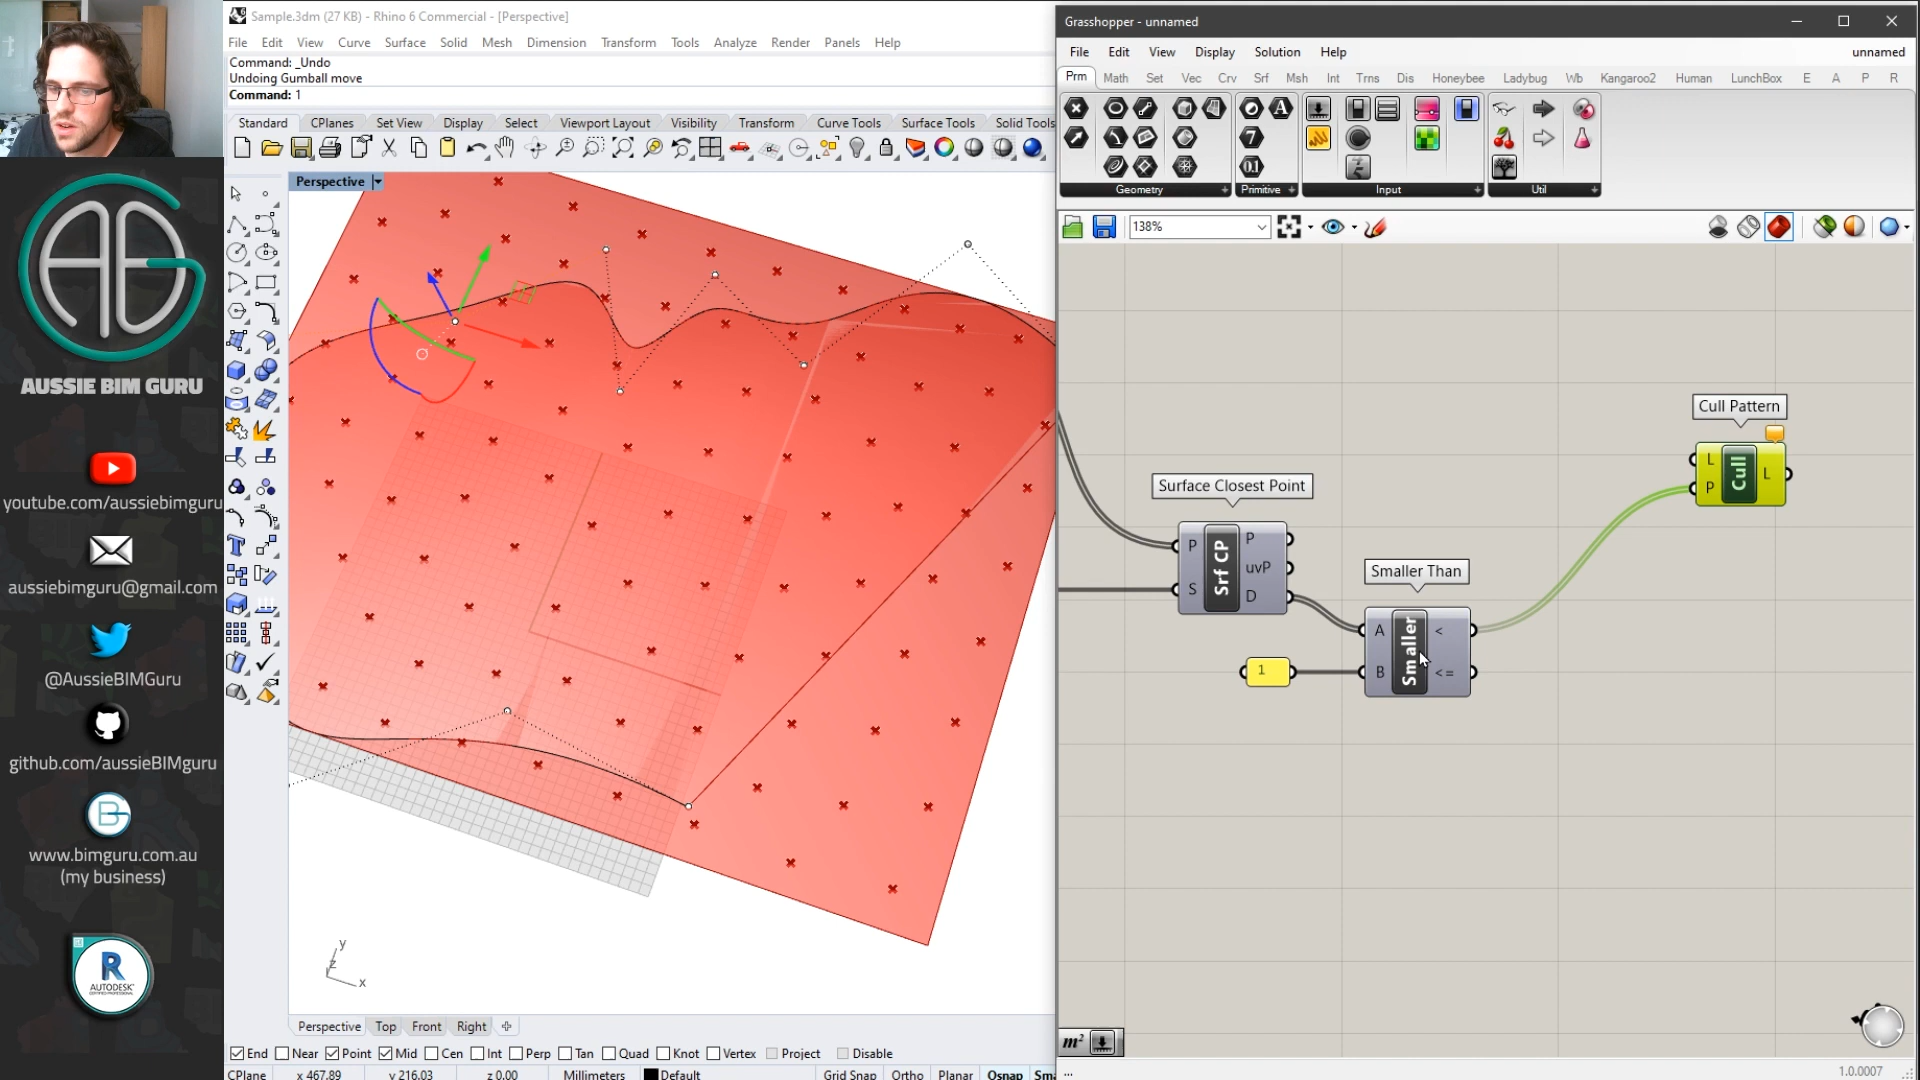 Sample.3dm (27 KB) - Rhino 6 Commercial - [Perspective]
File Edit View Curve Surface Solid Mesh Dimension Transform Tools Analyze Render Panels Help
Command: _Undo
Undoing Gumball move
Command: 1
Standard CPlanes Set View Display Select Viewport Layout Visibility Transform Curve Tools Surface Tools Solid Tools
Perspective
AUSSIE BIM GURU
youtube.com/aussiebimguru
aussiebimguru@gmail.com
@AussieBIMGuru
github.com/aussieBIMguru
www.bimguru.com.au
(my business)
R
AUTODESK
y
z
x
Perspective Top Front Right
End Near Point Mid Cen Int Perp Tan Quad Knot Vertex Project Disable
CPlane x 467.89 y 216.03 z 0.00 Millimeters Default Grid Snap Ortho Planar Osnap Sma
Grasshopper - unnamed
File Edit View Display Solution Help unnamed
Prm Math Set Vec Crv Srf Msh Int Trns Dis Honeybee Ladybug Wb Kangaroo2 Human LunchBox E A P R
Geometry Primitive Input Util
138%
Cull Pattern
L
P
Cull
L
Surface Closest Point
P
S
Srf CP
P
uvP
D
Smaller Than
A
B
Smaller
<
<=
1
m²
...
1.0.0007